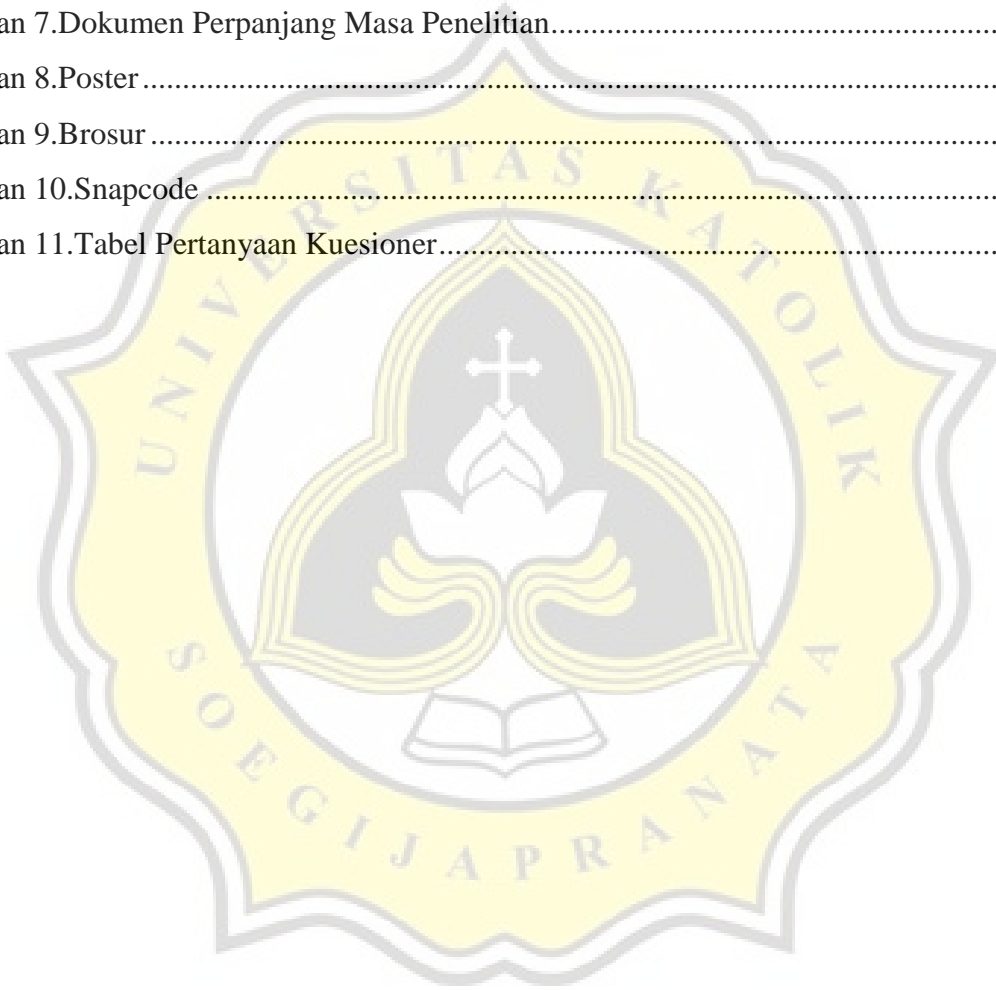 an 7.Dokumen Perpanjang Masa Penelitian..........................................................
an 8.Poster..............................................................................................................
an 9.Brosur.............................................................................................................
an 10.Snapcode......................................................................................................
an 11.Tabel Pertanyaan Kuesioner........................................................................
UNIVERSITAS KATOLIK
SOEGIJAPRANATA